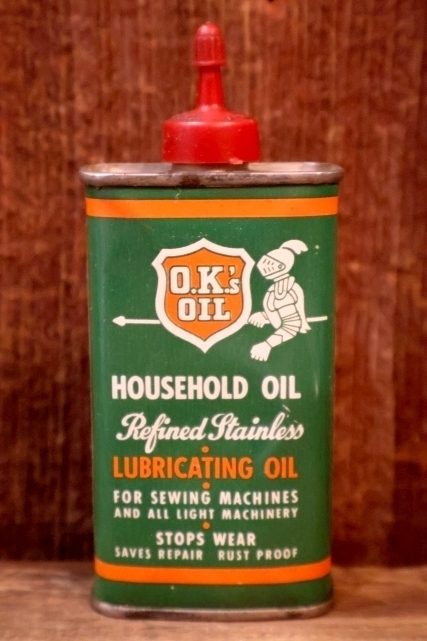 O.K.'s
OIL
HOUSEHOLD OIL
Refined Stainless
LUBRICATING OIL
FOR SEWING MACHINES
AND ALL LIGHT MACHINERY
STOPS WEAR
SAVES REPAIR RUST PROOF